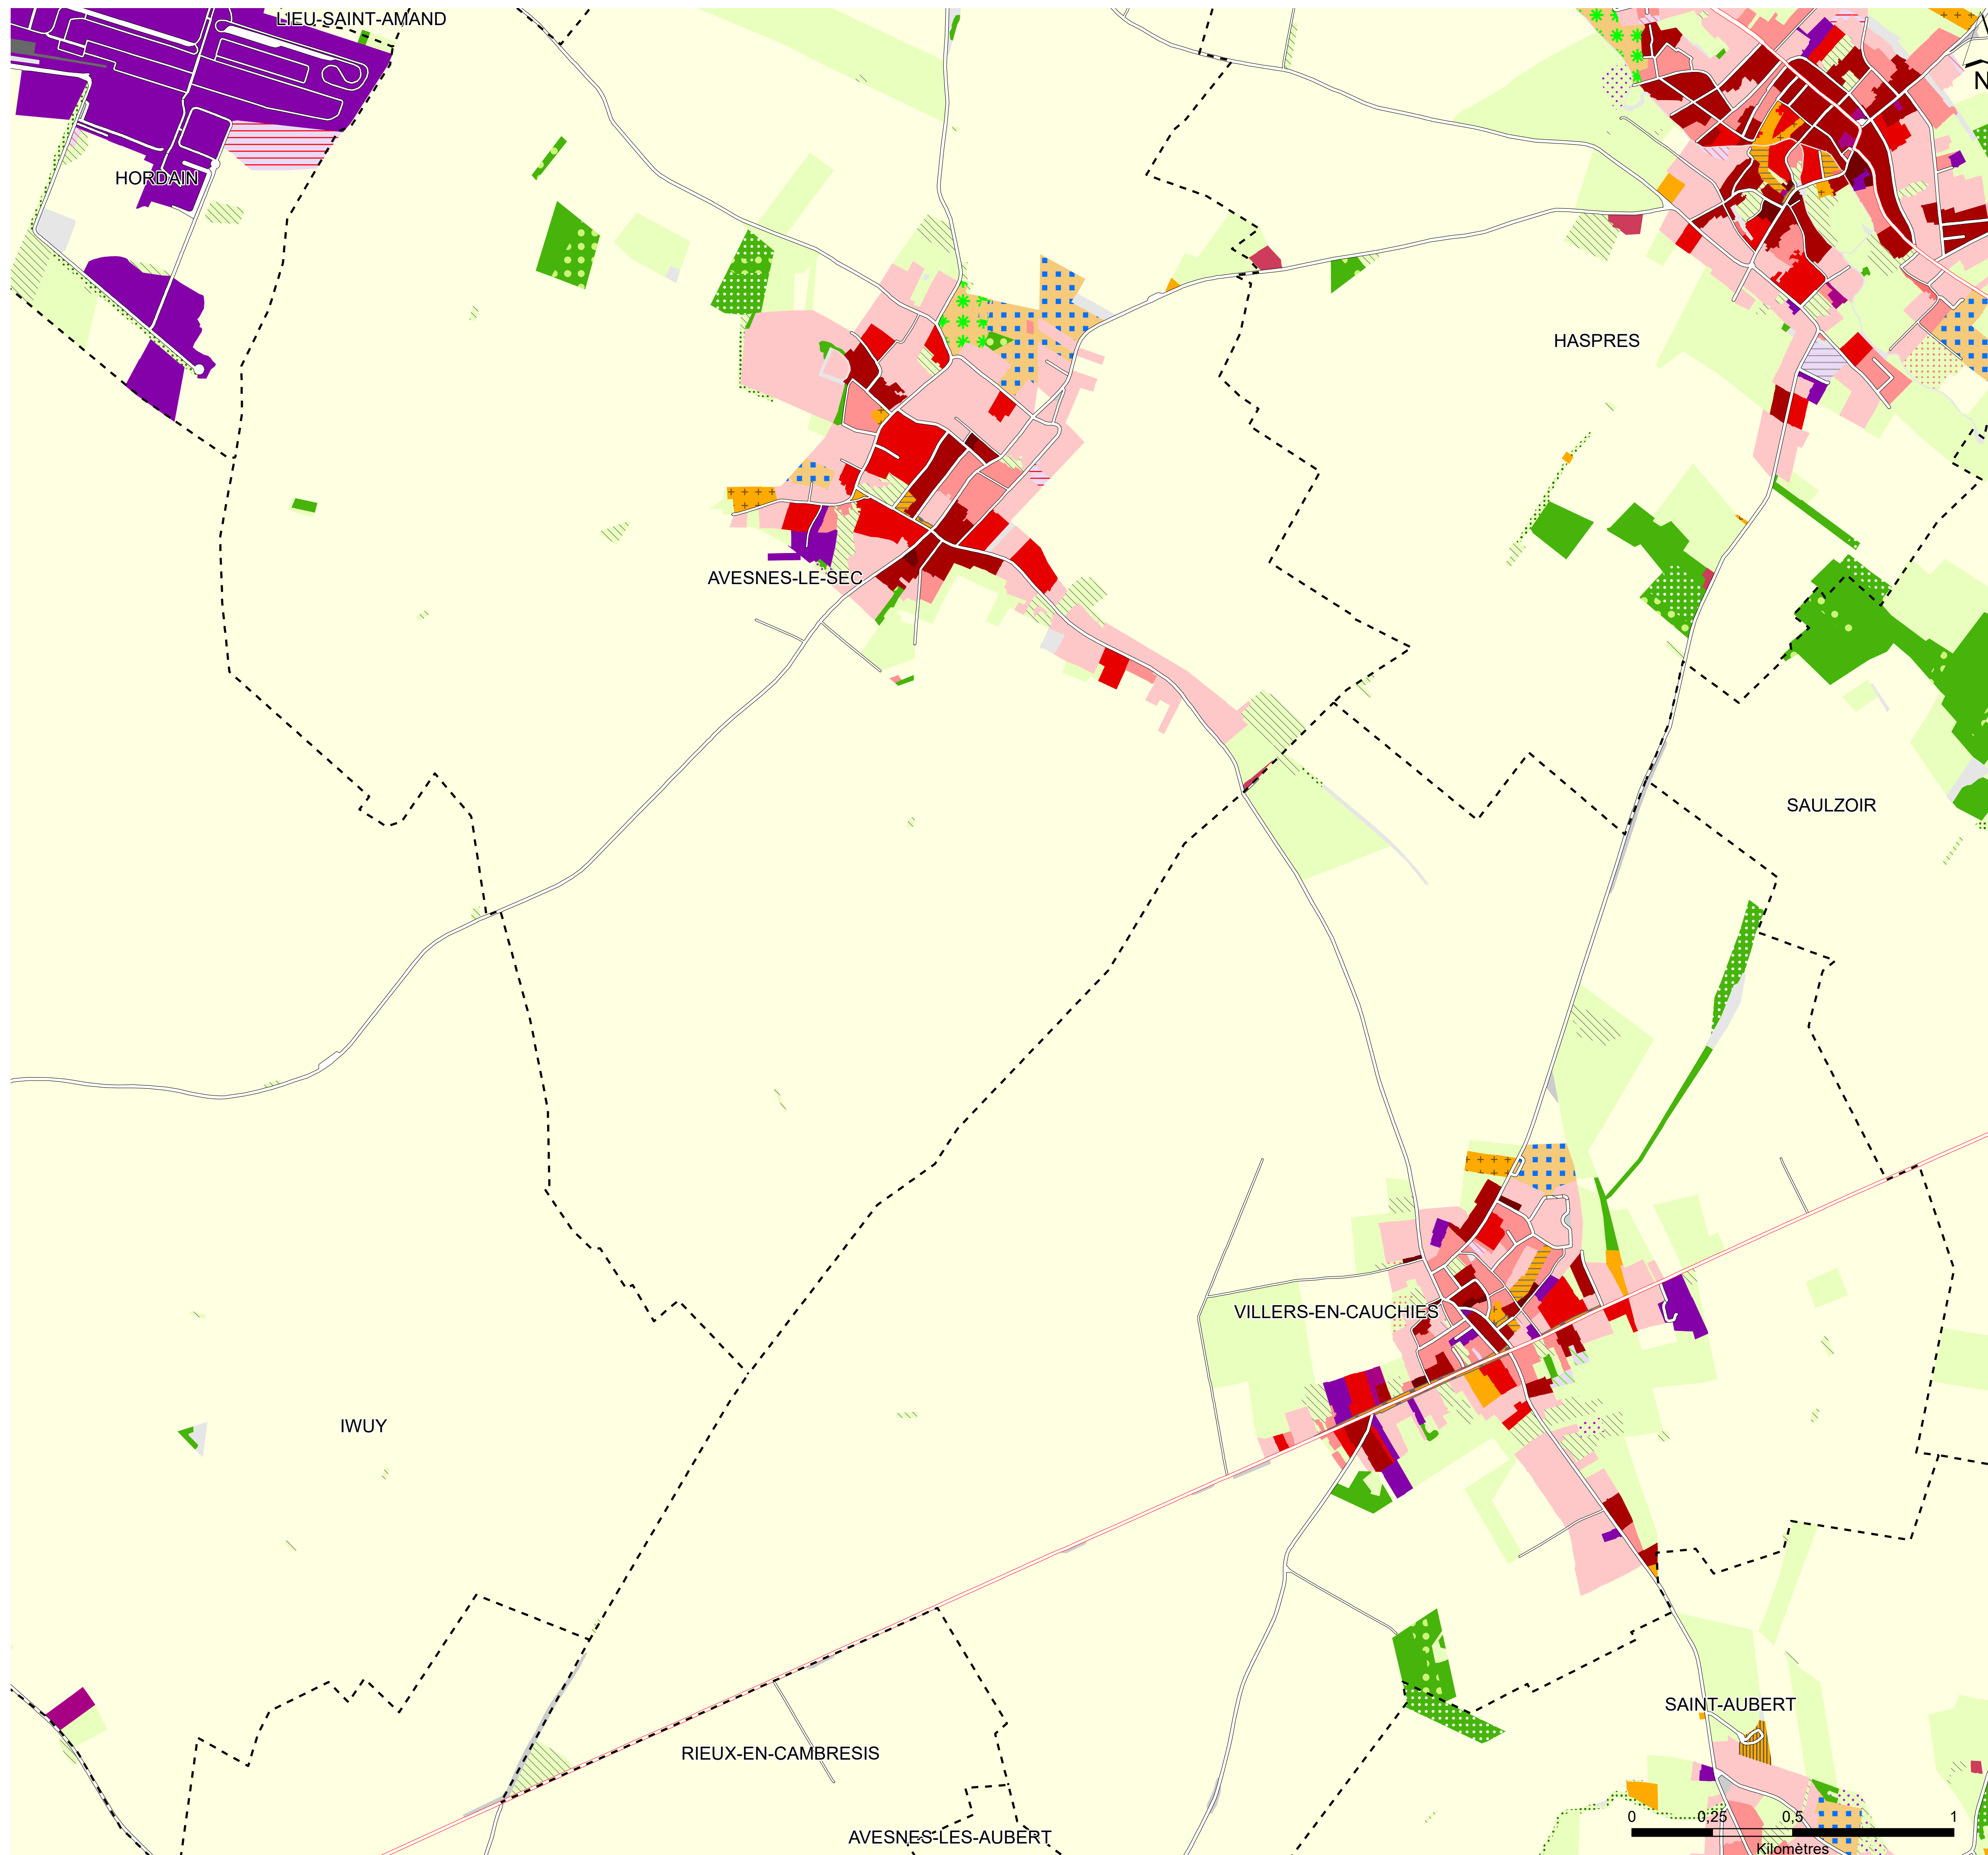 LIEU-SAINT-AMAND
N
HORDAIN
HASPRES
AVESNES-LE-SEC
SAULZOIR
VILLERS-EN-CAUCHIES
IWUY
SAINT-AUBERT
RIEUX-EN-CAMBRESIS
AVESNES-LES-AUBERT
0 0,25 0,5 1
Kilomètres